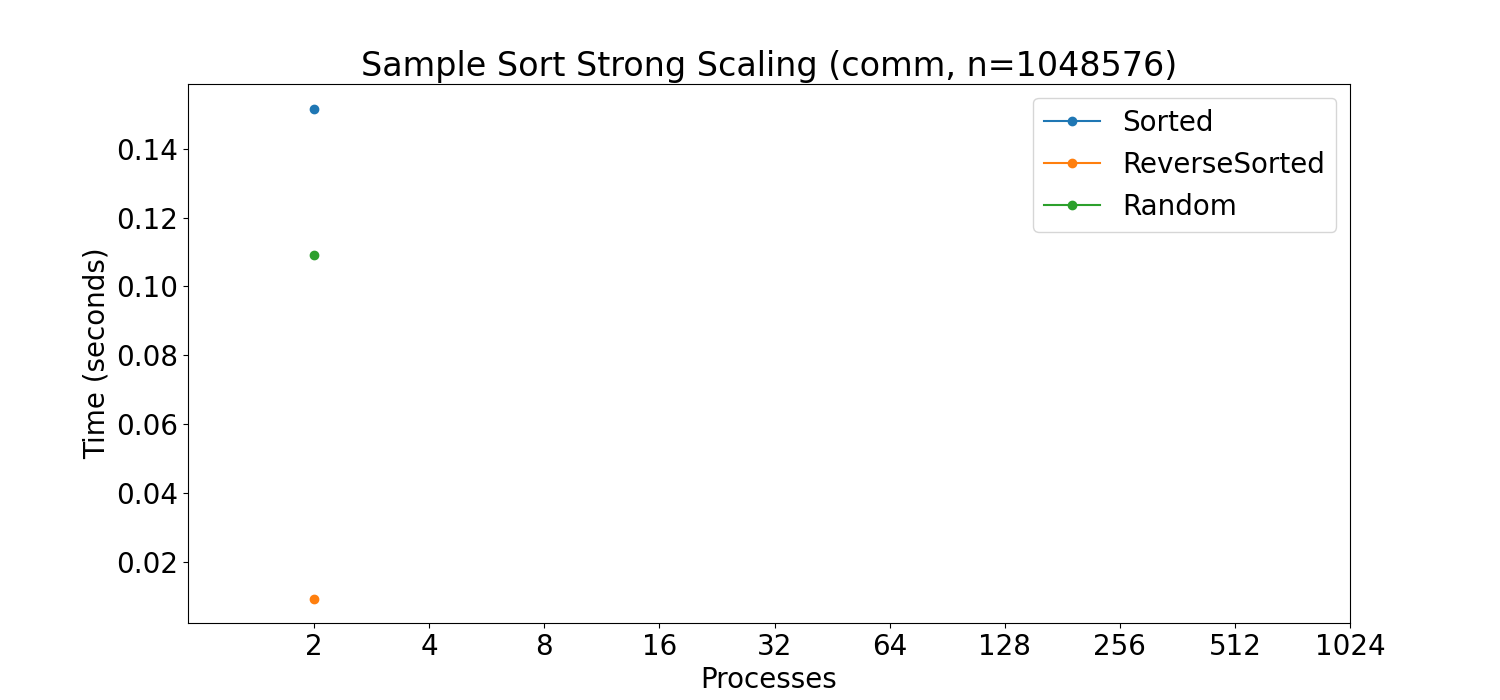 Sample Sort Strong Scaling (comm, n=1048576)
Sorted
ReverseSorted
Random
Time (seconds)
0.14
0.12
0.10
0.08
0.06
0.04
0.02
2 4 8 16 32 64 128 256 512 1024
Processes